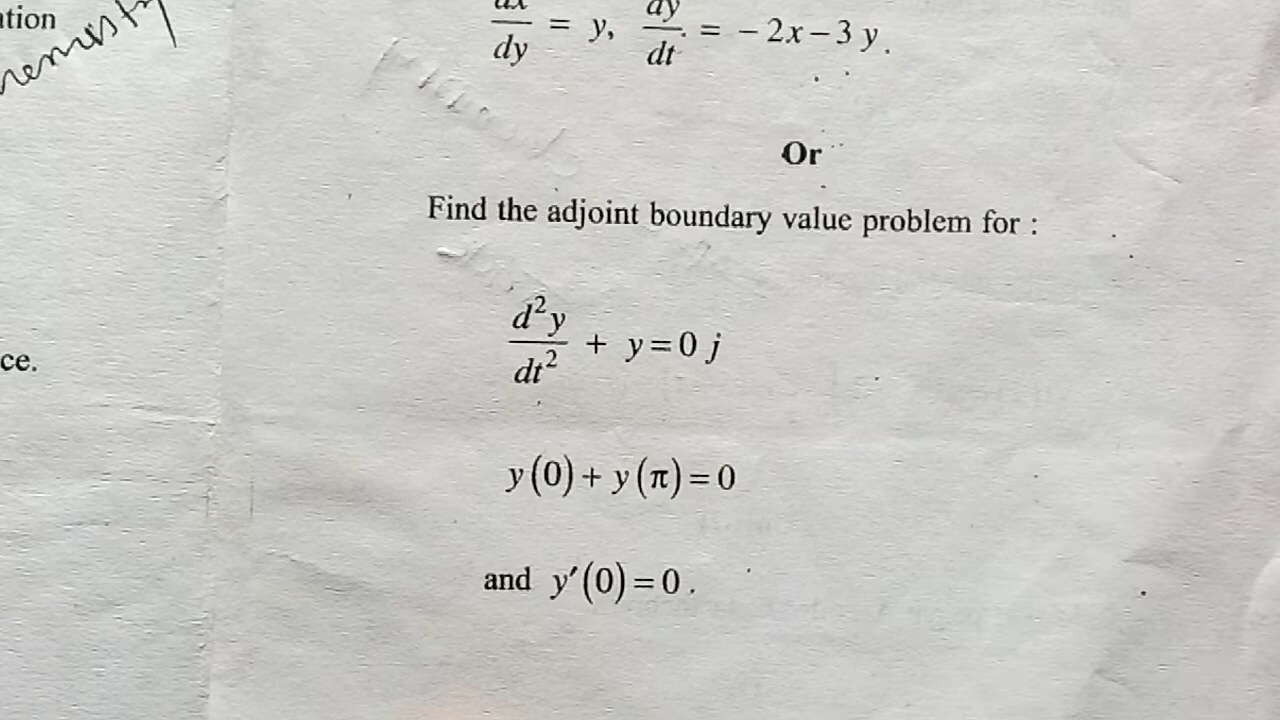 ation
dx/dy = y, dy/dt = − 2x − 3 y.
Or
Find the adjoint boundary value problem for :
d²y/dt² + y = 0 j
y (0) + y (π) = 0
ce.
and y′ (0) = 0 .